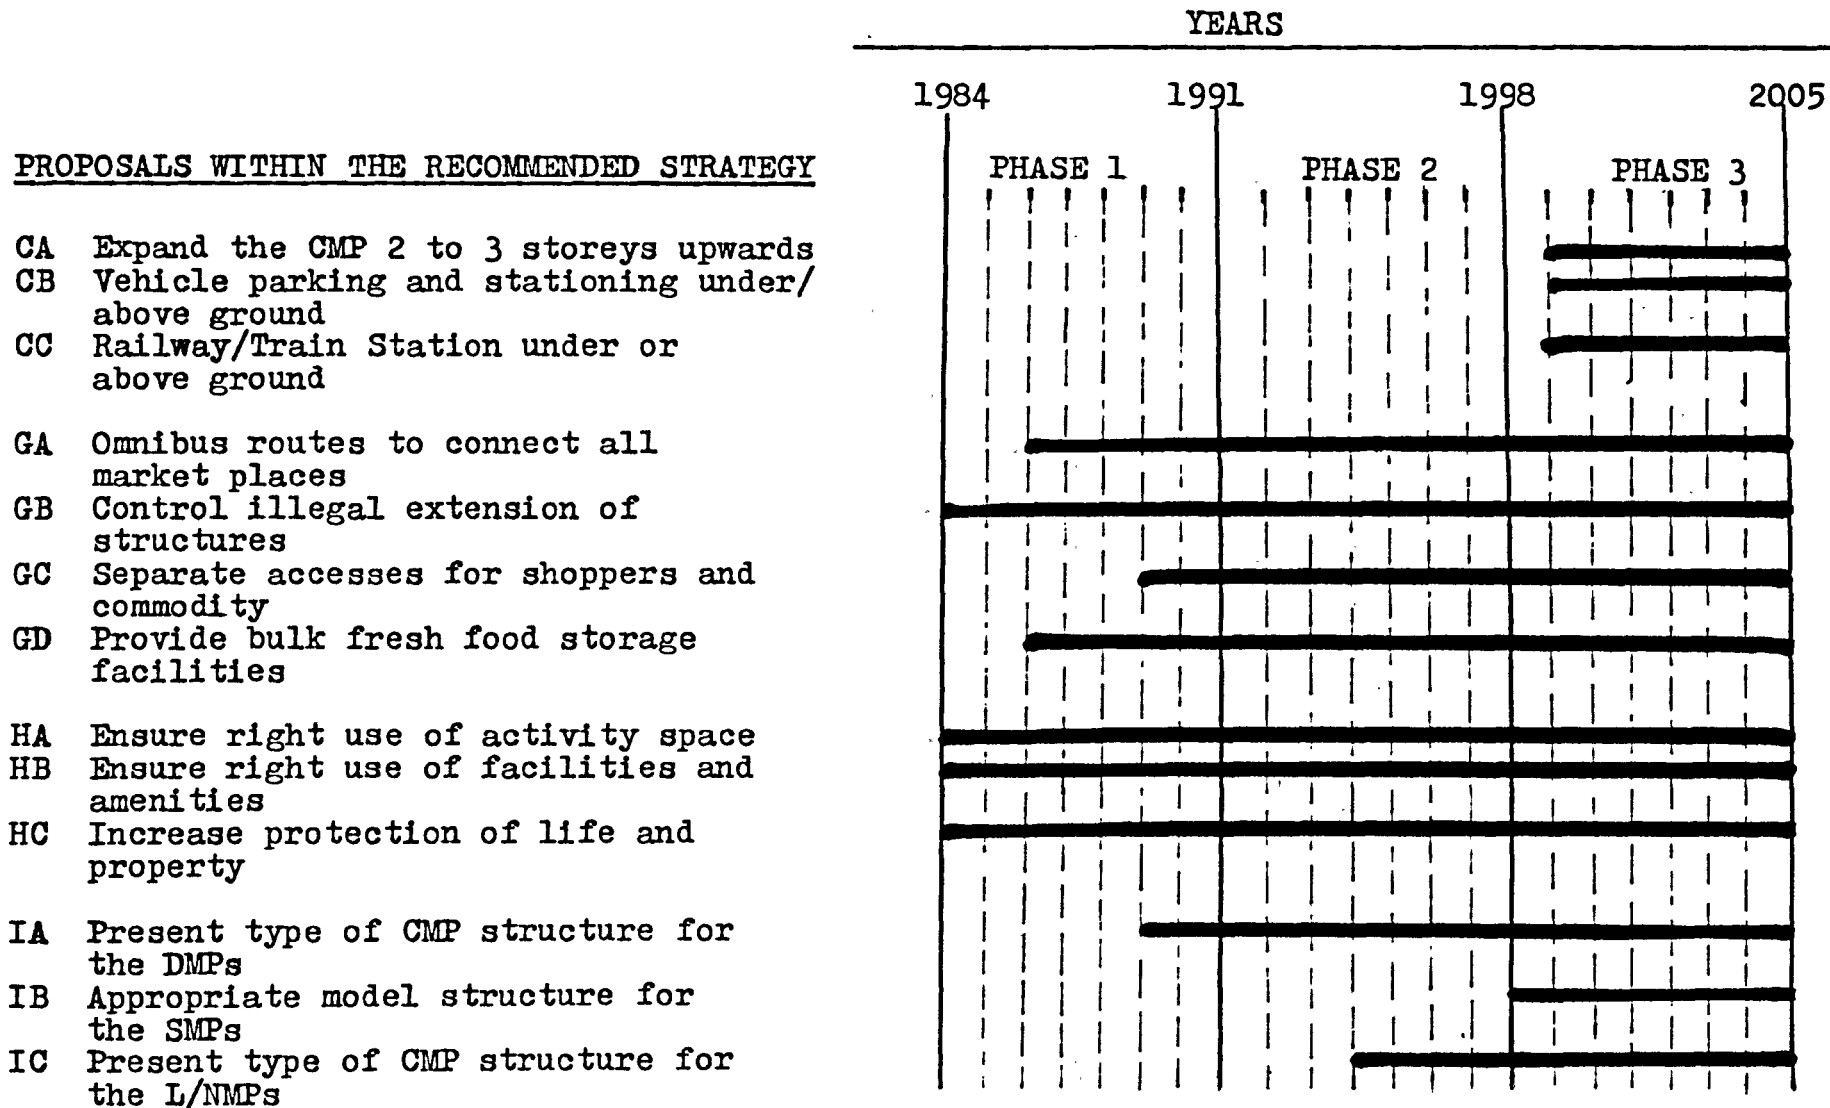 YEARS
1984 1991 1998 2005
PROPOSALS WITHIN THE RECOMMENDED STRATEGY
PHASE 1 PHASE 2 PHASE 3
CA Expand the CMP 2 to 3 storeys upwards
CB Vehicle parking and stationing under/
above ground
CC Railway/Train Station under or
above ground
GA Omnibus routes to connect all
market places
GB Control illegal extension of
structures
GC Separate accesses for shoppers and
commodity
GD Provide bulk fresh food storage
facilities
HA Ensure right use of activity space
HB Ensure right use of facilities and
amenities
HC Increase protection of life and
property
IA Present type of CMP structure for
the DMPs
IB Appropriate model structure for
the SMPs
IC Present type of CMP structure for
the L/NMPs